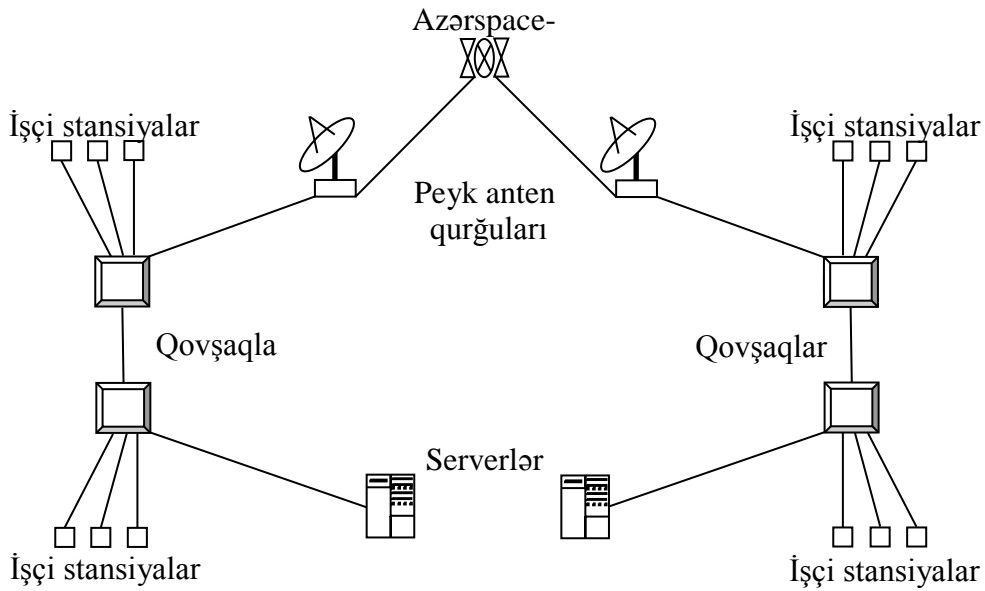 Azərspace-
İşçi stansiyalar
İşçi stansiyalar
Peyk anten
qurğuları
Qovşaqla
Qovşaqlar
Serverlər
İşçi stansiyalar
İşçi stansiyalar